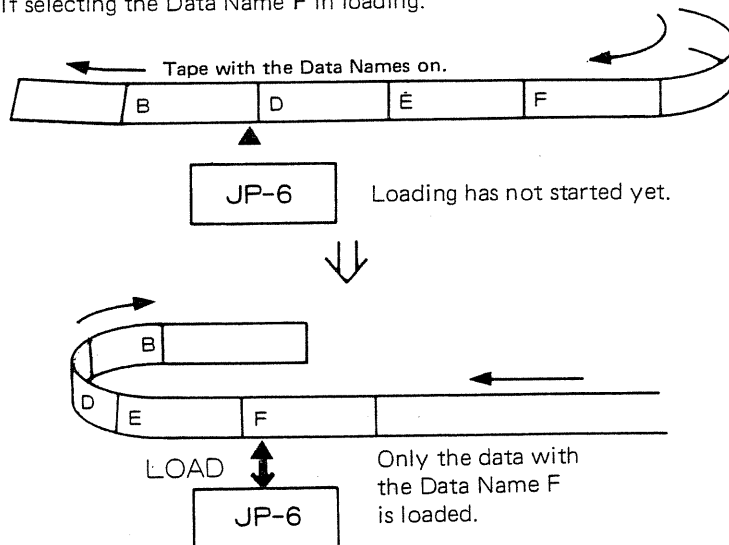 If selecting the Data Name F in loading.
Tape with the Data Names on.
B D E F
JP-6
Loading has not started yet.
B
D E F
LOAD
Only the data with
the Data Name F
is loaded.
JP-6